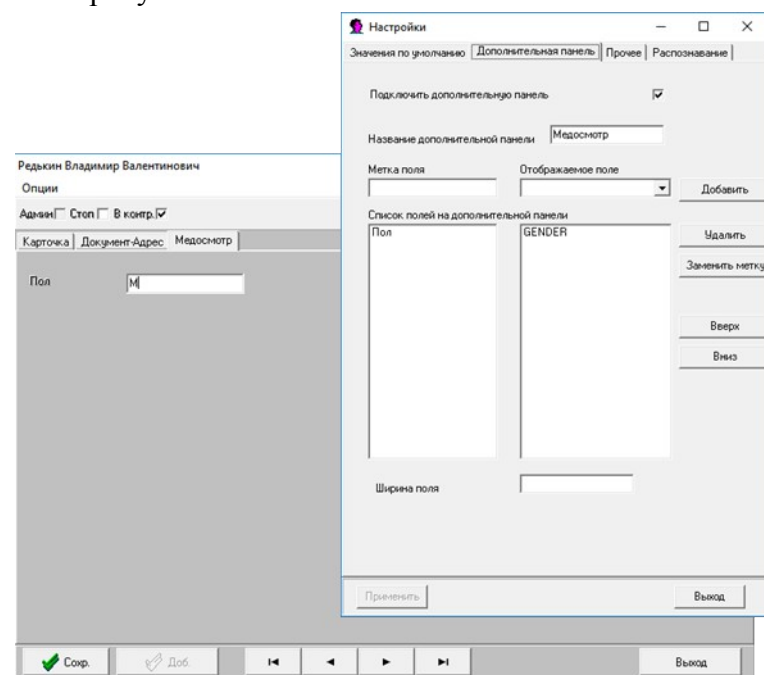 Настройки
Значения по умолчанию Дополнительная панель Прочее Распознавание
Подключить дополнительную панель
Название дополнительной панели Медосмотр
Метка поля Отображаемое поле
Добавить
Список полей на дополнительной панели
Пол GENDER
Удалить
Заменить метку
Вверх
Вниз
Ширина поля
Применить Выход
Редькин Владимир Валентинович
Опции
Админ Стоп В контр.
Карточка Документ-Адрес Медосмотр
Пол М
Сохр. Доб. Выход